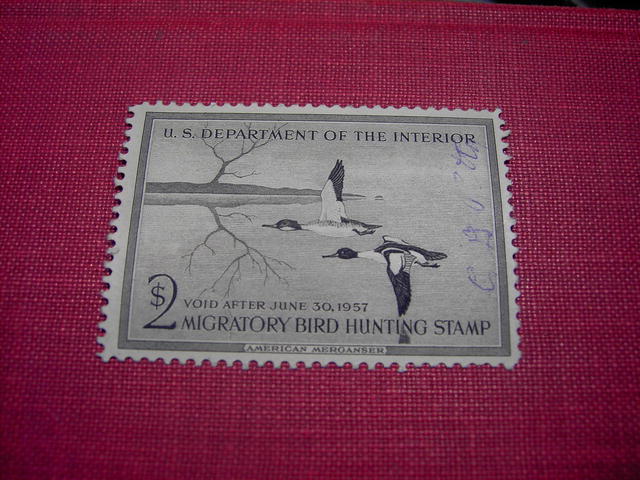 U. S. DEPARTMENT OF THE INTERIOR
$2
VOID AFTER JUNE 30, 1957
MIGRATORY BIRD HUNTING STAMP
AMERICAN MERGANSER